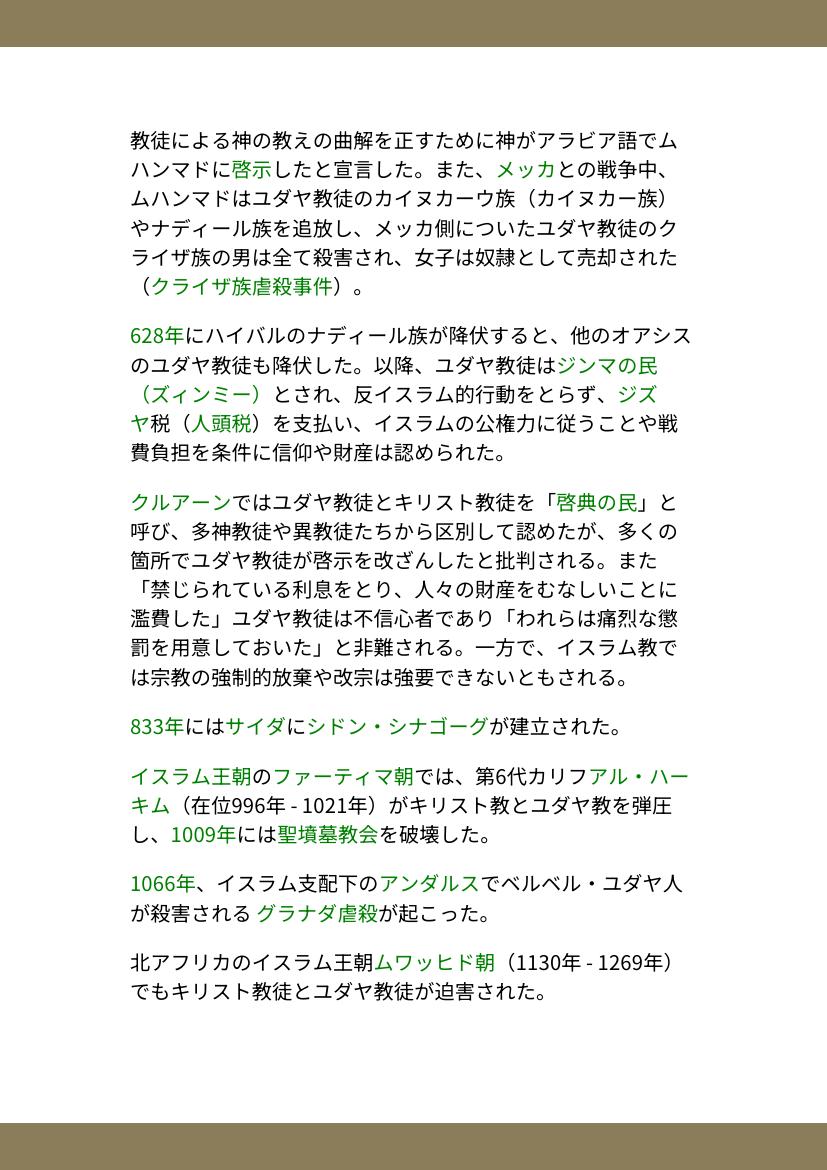 教徒による神の教えの曲解を正すために神がアラビア語でム
ハンマドに啓示したと宣言した。また、メッカとの戦争中、
ムハンマドはユダヤ教徒のカイヌカーウ族（カイヌカー族）
やナディール族を追放し、メッカ側についたユダヤ教徒のク
ライザ族の男は全て殺害され、女子は奴隷として売却された
（クライザ族虐殺事件）。
628年にハイバルのナディール族が降伏すると、他のオアシス
のユダヤ教徒も降伏した。以降、ユダヤ教徒はジンマの民
（ズィンミー）とされ、反イスラム的行動をとらず、ジズ
ヤ税（人頭税）を支払い、イスラムの公権力に従うことや戦
費負担を条件に信仰や財産は認められた。
クルアーンではユダヤ教徒とキリスト教徒を「啓典の民」と
呼び、多神教徒や異教徒たちから区別して認めたが、多くの
箇所でユダヤ教徒が啓示を改ざんしたと批判される。また
「禁じられている利息をとり、人々の財産をむなしいことに
濫費した」ユダヤ教徒は不信心者であり「われらは痛烈な懲
罰を用意しておいた」と非難される。一方で、イスラム教で
は宗教の強制的放棄や改宗は強要できないともされる。
833年にはサイダにシドン・シナゴーグが建立された。
イスラム王朝のファーティマ朝では、第6代カリフアル・ハー
キム（在位996年 - 1021年）がキリスト教とユダヤ教を弾圧
し、1009年には聖墳墓教会を破壊した。
1066年、イスラム支配下のアンダルスでベルベル・ユダヤ人
が殺害される グラナダ虐殺が起こった。
北アフリカのイスラム王朝ムワッヒド朝（1130年 - 1269年）
でもキリスト教徒とユダヤ教徒が迫害された。